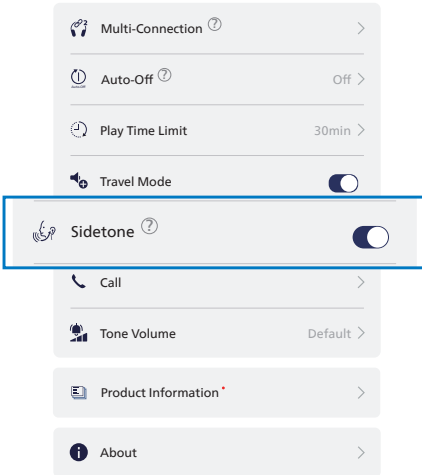 Multi-Connection ?
Auto-Off ? Off
Play Time Limit 30min
Travel Mode
Sidetone ?
Call
Tone Volume Default
Product Information
About